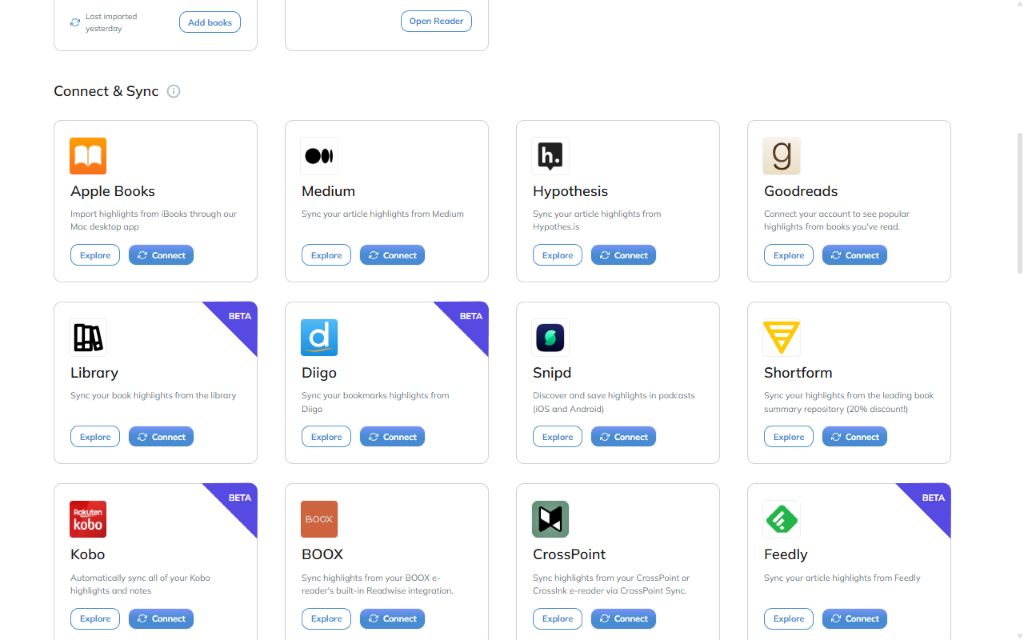 Last imported
yesterday
Add books
Open Reader
Connect & Sync
Apple Books
Import highlights from iBooks through our
Mac desktop app
Explore
Connect
Medium
Sync your article highlights from Medium
Explore
Connect
h.
Hypothesis
Sync your article highlights from
Hypothes.is
Explore
Connect
g
Goodreads
Connect your account to see popular
highlights from books you've read.
Explore
Connect
BETA
Library
Sync your book highlights from the library
Explore
Connect
BETA
d
Diigo
Sync your bookmarks highlights from
Diigo
Explore
Connect
Snipd
Discover and save highlights in podcasts
(iOS and Android)
Explore
Connect
Shortform
Sync your highlights from the leading book
summary repository (20% discount!)
Explore
Connect
BETA
Rakuten
kobo
Kobo
Automatically sync all of your Kobo
highlights and notes
Explore
Connect
BOOX
BOOX
Sync highlights from your BOOX e-
reader's built-in Readwise integration.
Explore
Connect
CrossPoint
Sync highlights from your CrossPoint or
CrossInk e-reader via CrossPoint Sync.
Explore
Connect
BETA
Feedly
Sync your article highlights from Feedly
Explore
Connect